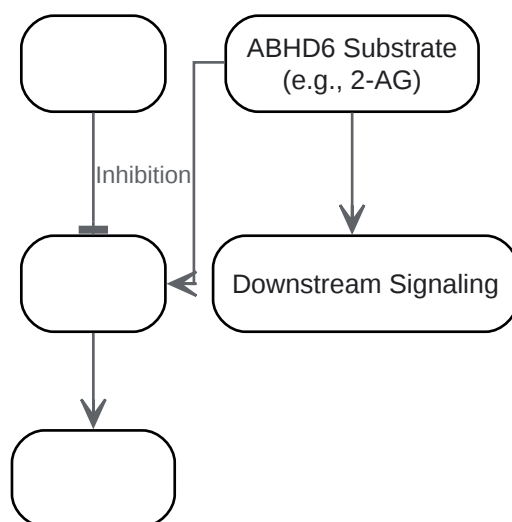 ABHD6 Substrate
(e.g., 2-AG)
Inhibition
Downstream Signaling